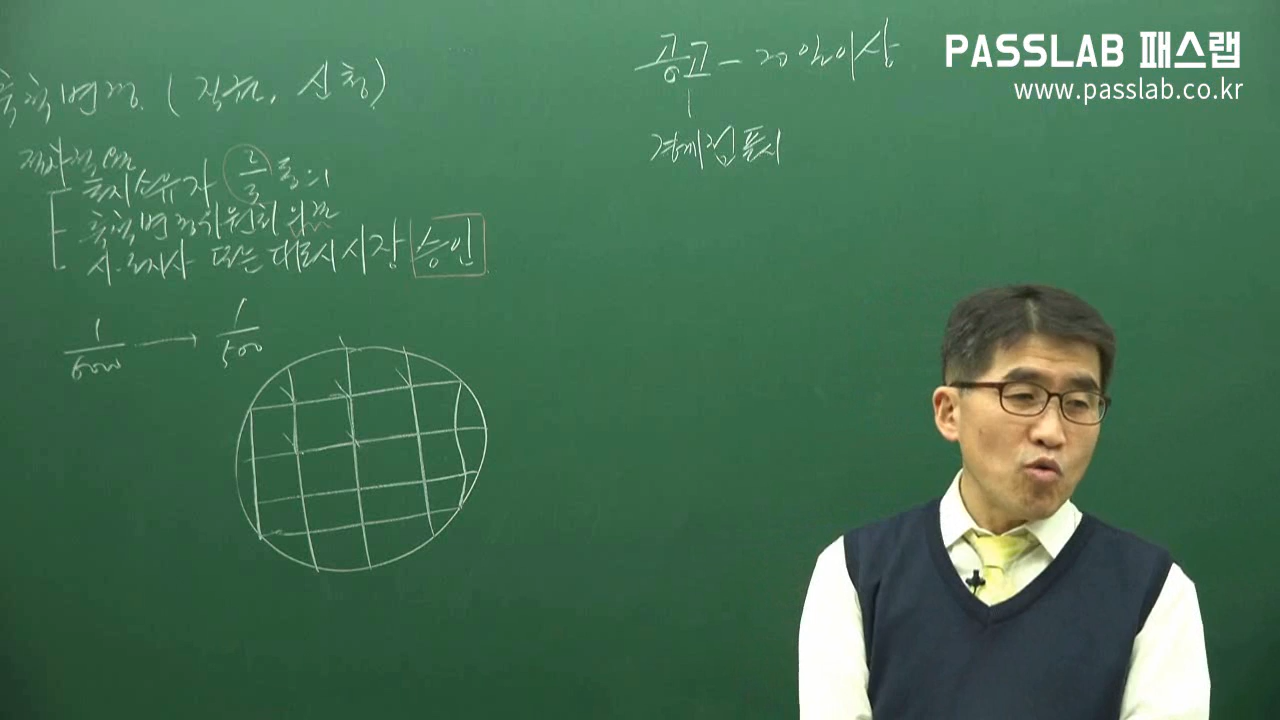 축척변경 (직권, 신청)
토지소유자 2/3 동의
축척변경위원회 의결
시·도지사 또는 대도시 시장 승인
1/6000 → 1/500
공고 - 20일 이상
경계점표시
PASSLAB 패스랩
www.passlab.co.kr